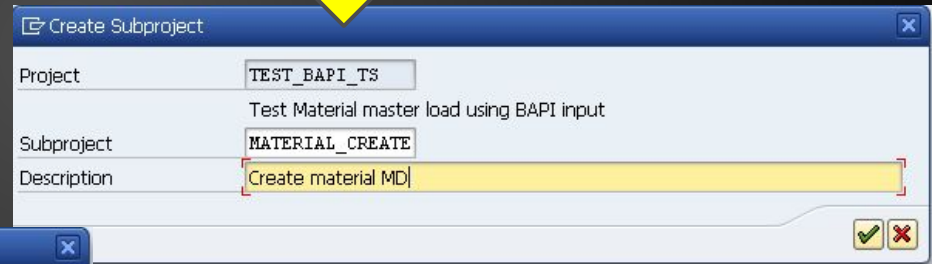 Create Subproject
Project TEST_BAPI_TS
Test Material master load using BAPI input
Subproject MATERIAL_CREATE
Description Create material MD